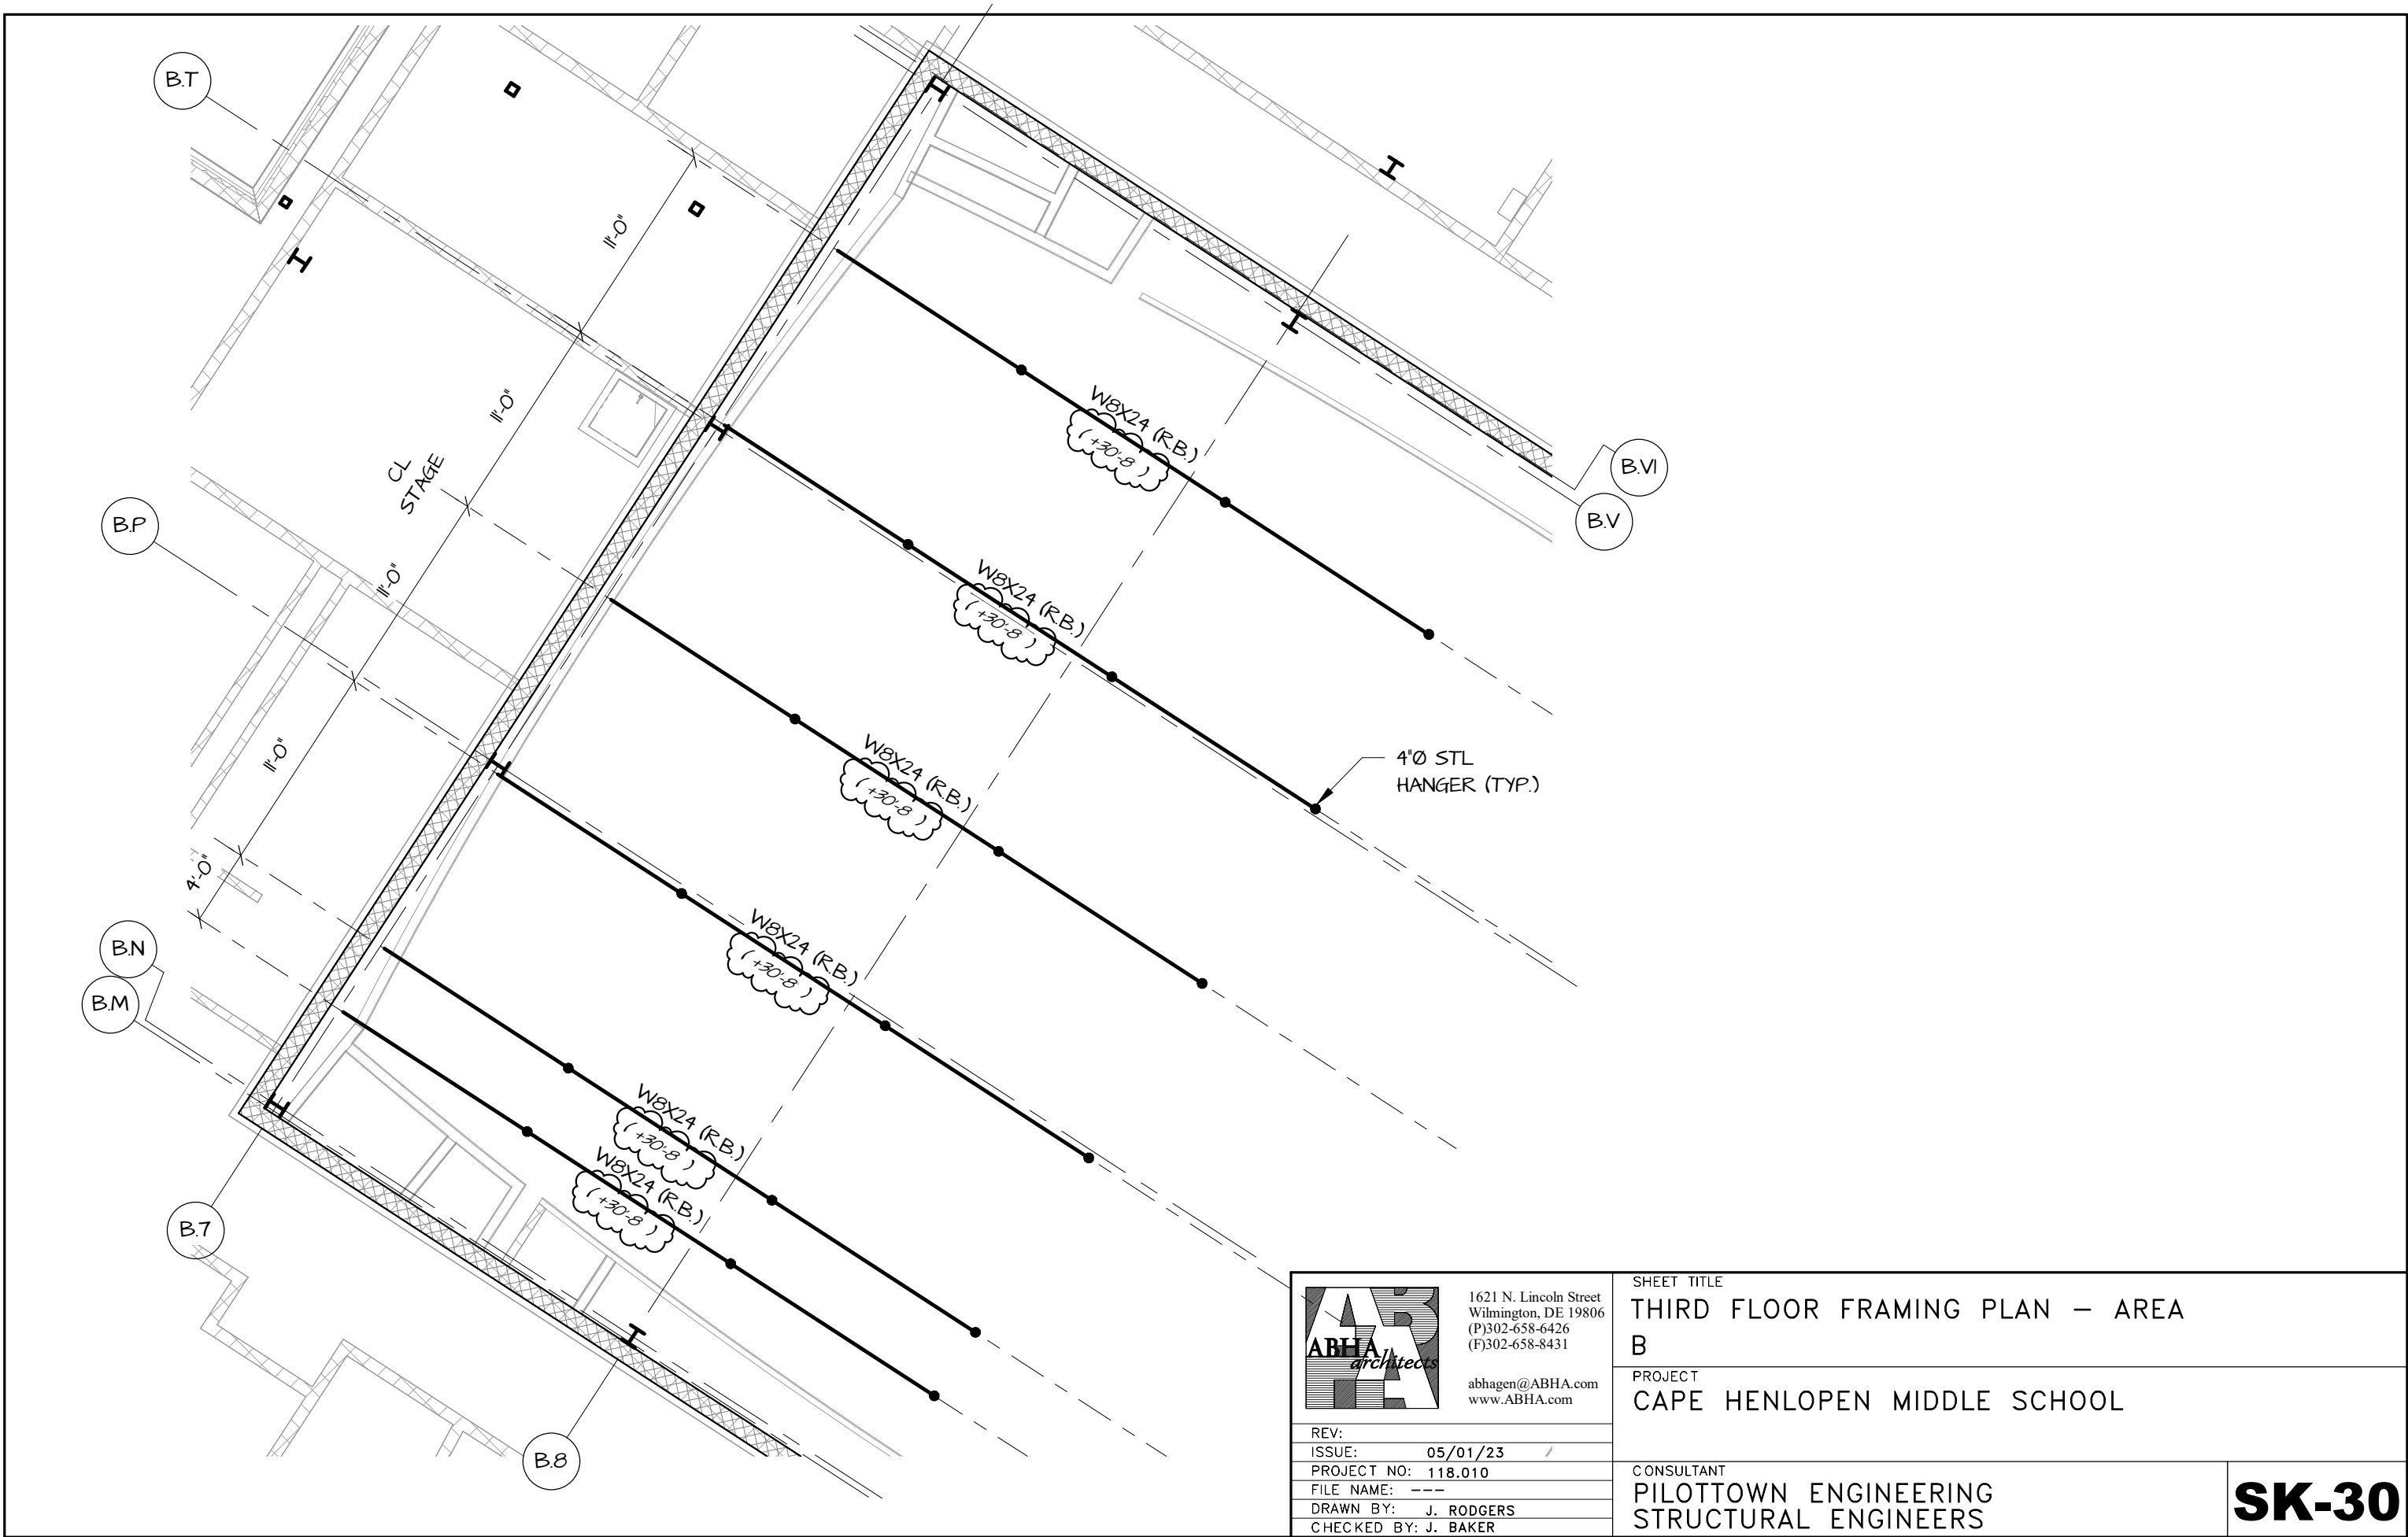 B.T
11'-0"
11'-0"
CL
STAGE
B.P
11'-0"
11'-0"
4'-0"
B.N
B.M
B.7
B.8
W8X24 (R.B.)
( +30'-8 )
W8X24 (R.B.)
( +30'-8 )
W8X24 (R.B.)
( +30'-8 )
W8X24 (R.B.)
( +30'-8 )
W8X24 (R.B.)
( +30'-8 )
W8X24 (R.B.)
( +30'-8 )
B.V1
B.V
4"Ø STL
HANGER (TYP.)
ABHA
architects
1621 N. Lincoln Street
Wilmington, DE 19806
(P)302-658-6426
(F)302-658-8431
abhagen@ABHA.com
www.ABHA.com
REV:
ISSUE: 05/01/23
PROJECT NO: 118.010
FILE NAME: ---
DRAWN BY: J. RODGERS
CHECKED BY: J. BAKER
SHEET TITLE
THIRD FLOOR FRAMING PLAN – AREA
B
PROJECT
CAPE HENLOPEN MIDDLE SCHOOL
CONSULTANT
PILOTTOWN ENGINEERING
STRUCTURAL ENGINEERS
SK-30